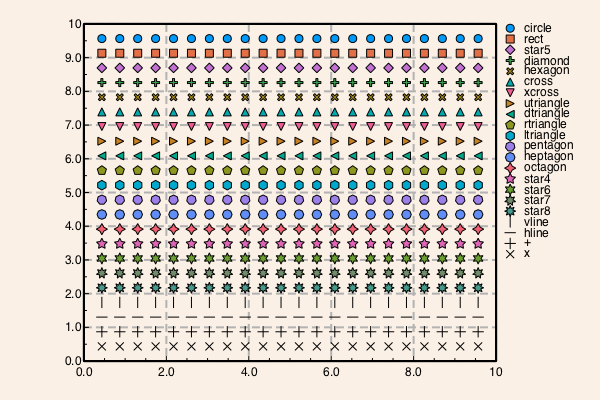 10
9.0
8.0
7.0
6.0
5.0
4.0
3.0
2.0
1.0
0.0
0.0 2.0 4.0 6.0 8.0 10
circle
rect
star5
diamond
hexagon
cross
xcross
utriangle
dtriangle
rtriangle
ltriangle
pentagon
heptagon
octagon
star4
star6
star7
star8
vline
hline
+
x